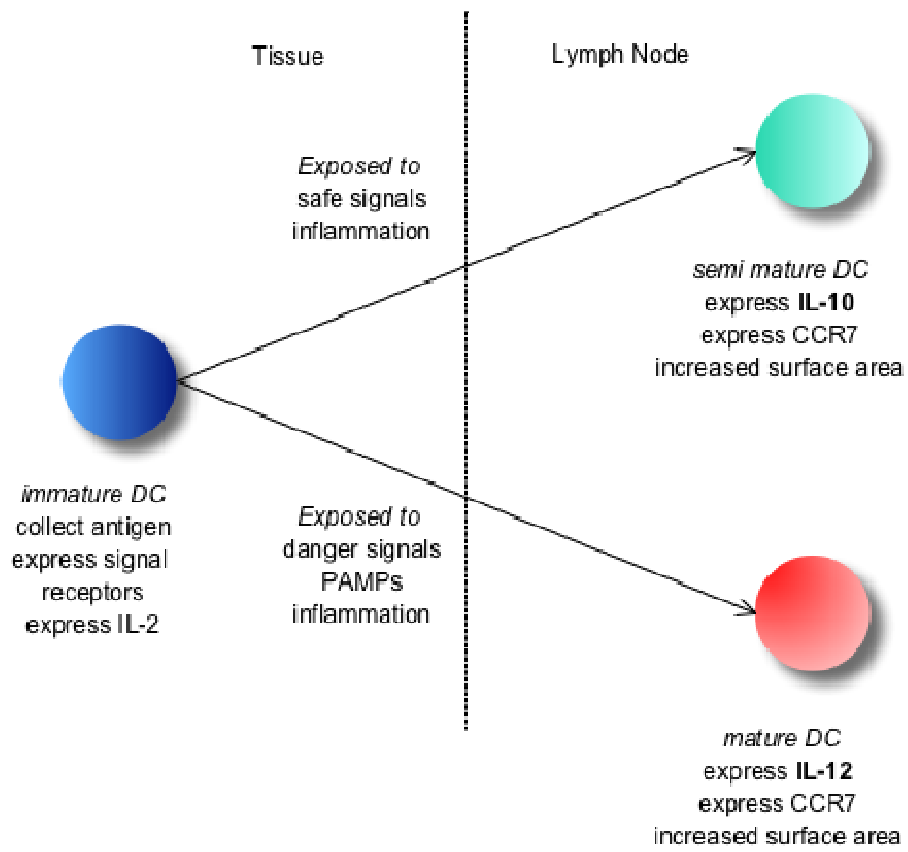 Tissue
Lymph Node
Exposed to
safe signals
inflammation
semi mature DC
express IL-10
express CCR7
increased surface area
immature DC
collect antigen
express signal
receptors
express IL-2
Exposed to
danger signals
PAMPs
inflammation
mature DC
express IL-12
express CCR7
increased surface area